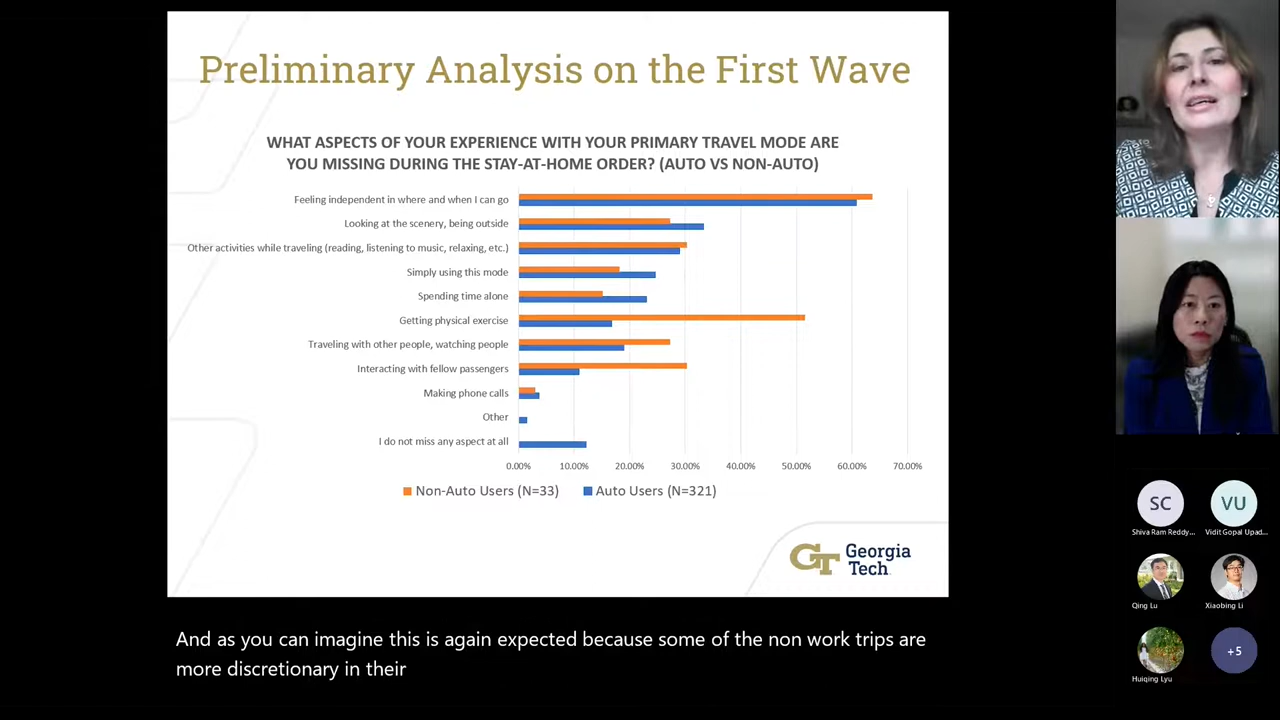 Preliminary Analysis on the First Wave
WHAT ASPECTS OF YOUR EXPERIENCE WITH YOUR PRIMARY TRAVEL MODE ARE
YOU MISSING DURING THE STAY-AT-HOME ORDER? (AUTO VS NON-AUTO)
Feeling independent in where and when I can go
Looking at the scenery, being outside
Other activities while traveling (reading, listening to music, relaxing, etc.)
Simply using this mode
Spending time alone
Getting physical exercise
Traveling with other people, watching people
Interacting with fellow passengers
Making phone calls
Other
I do not miss any aspect at all
0.00% 10.00% 20.00% 30.00% 40.00% 50.00% 60.00% 70.00%
Non-Auto Users (N=33) Auto Users (N=321)
GT Georgia
Tech
And as you can imagine this is again expected because some of the non work trips are
more discretionary in their
SC VU
Shiva Ram Reddy... Vidit Gopal Upad...
Qing Lu Xiaobing Li
Huiqing Lyu
+5